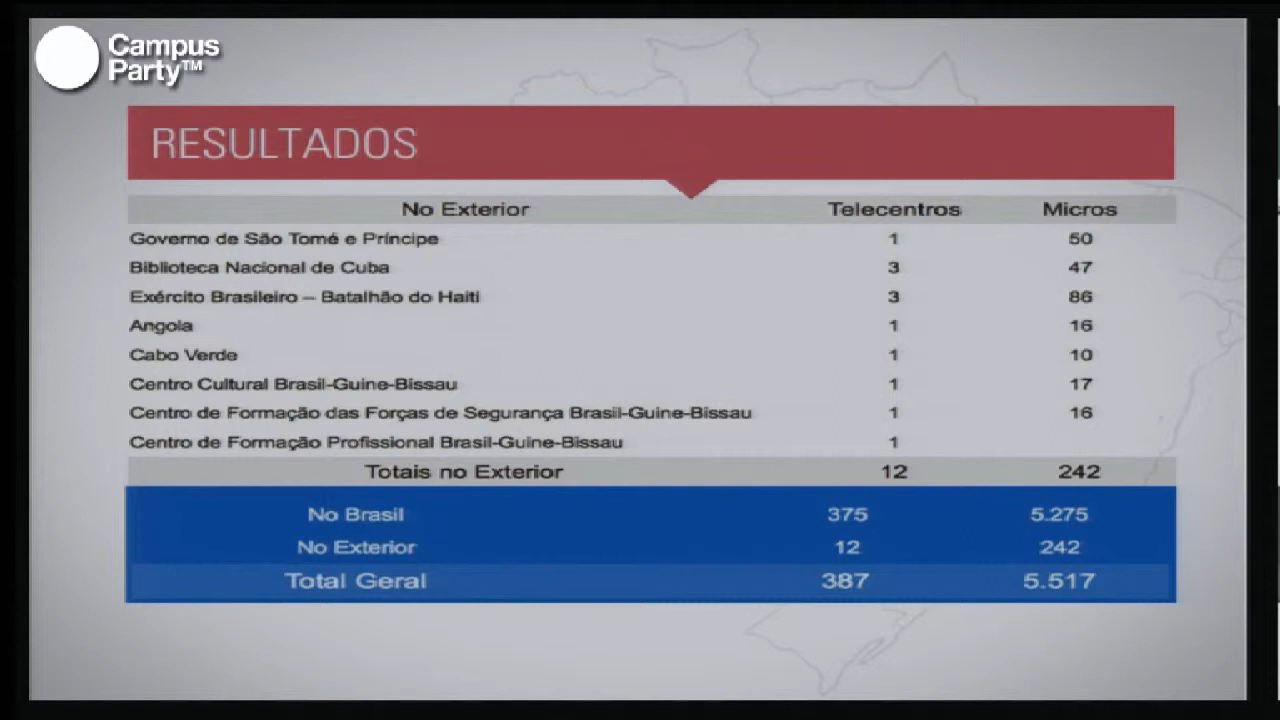 Campus
Party™
RESULTADOS
No Exterior Telecentros Micros
Governo de São Tomé e Príncipe 1 50
Biblioteca Nacional de Cuba 3 47
Exército Brasileiro – Batalhão do Haiti 3 86
Angola 1 16
Cabo Verde 1 10
Centro Cultural Brasil-Guine-Bissau 1 17
Centro de Formação das Forças de Segurança Brasil-Guine-Bissau 1 16
Centro de Formação Profissional Brasil-Guine-Bissau 1
Totais no Exterior 12 242
No Brasil 375 5.275
No Exterior 12 242
Total Geral 387 5.517